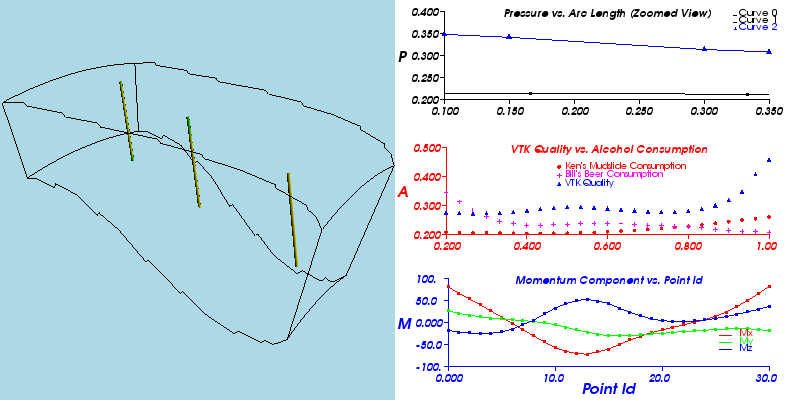 Pressure vs. Arc Length (Zoomed View)
Curve 0
Curve 1
Curve 2
P
0.400
0.350
0.300
0.250
0.200
0.100 0.150 0.200 0.250 0.300 0.350
VTK Quality vs. Alcohol Consumption
Ken's Mudslide Consumption
Bill's Beer Consumption
VTK Quality
A
0.500
0.400
0.300
0.200
0.200 0.400 0.600 0.800 1.00
Momentum Component vs. Point Id
Mx
My
Mz
M
100.
50.0
0.000
-50.0
-100.
0.000 10.0 20.0 30.0
Point Id